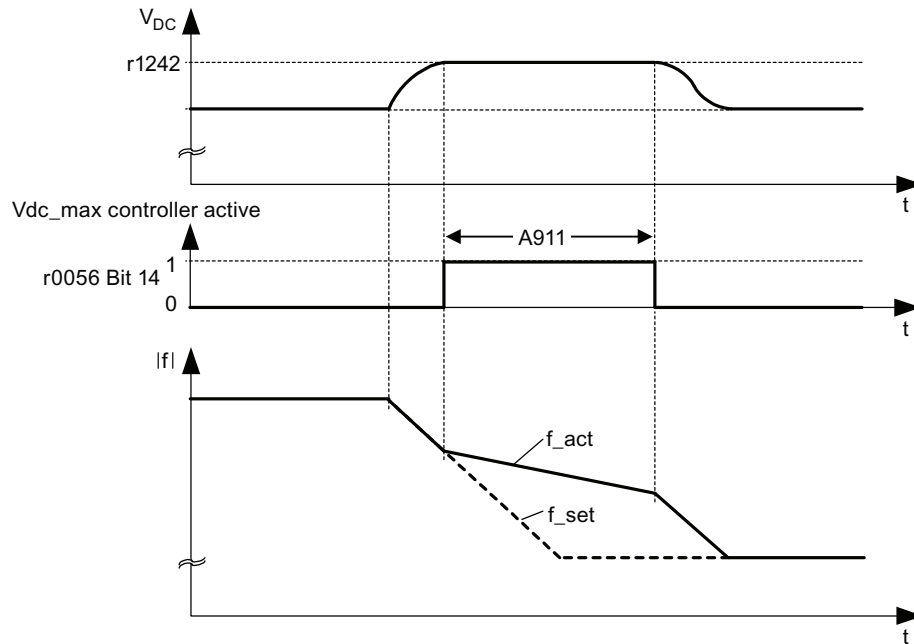 V_DC
r1242
t
Vdc_max controller active
A911
r0056 Bit 14
1
0
t
|f|
f_act
f_set
t